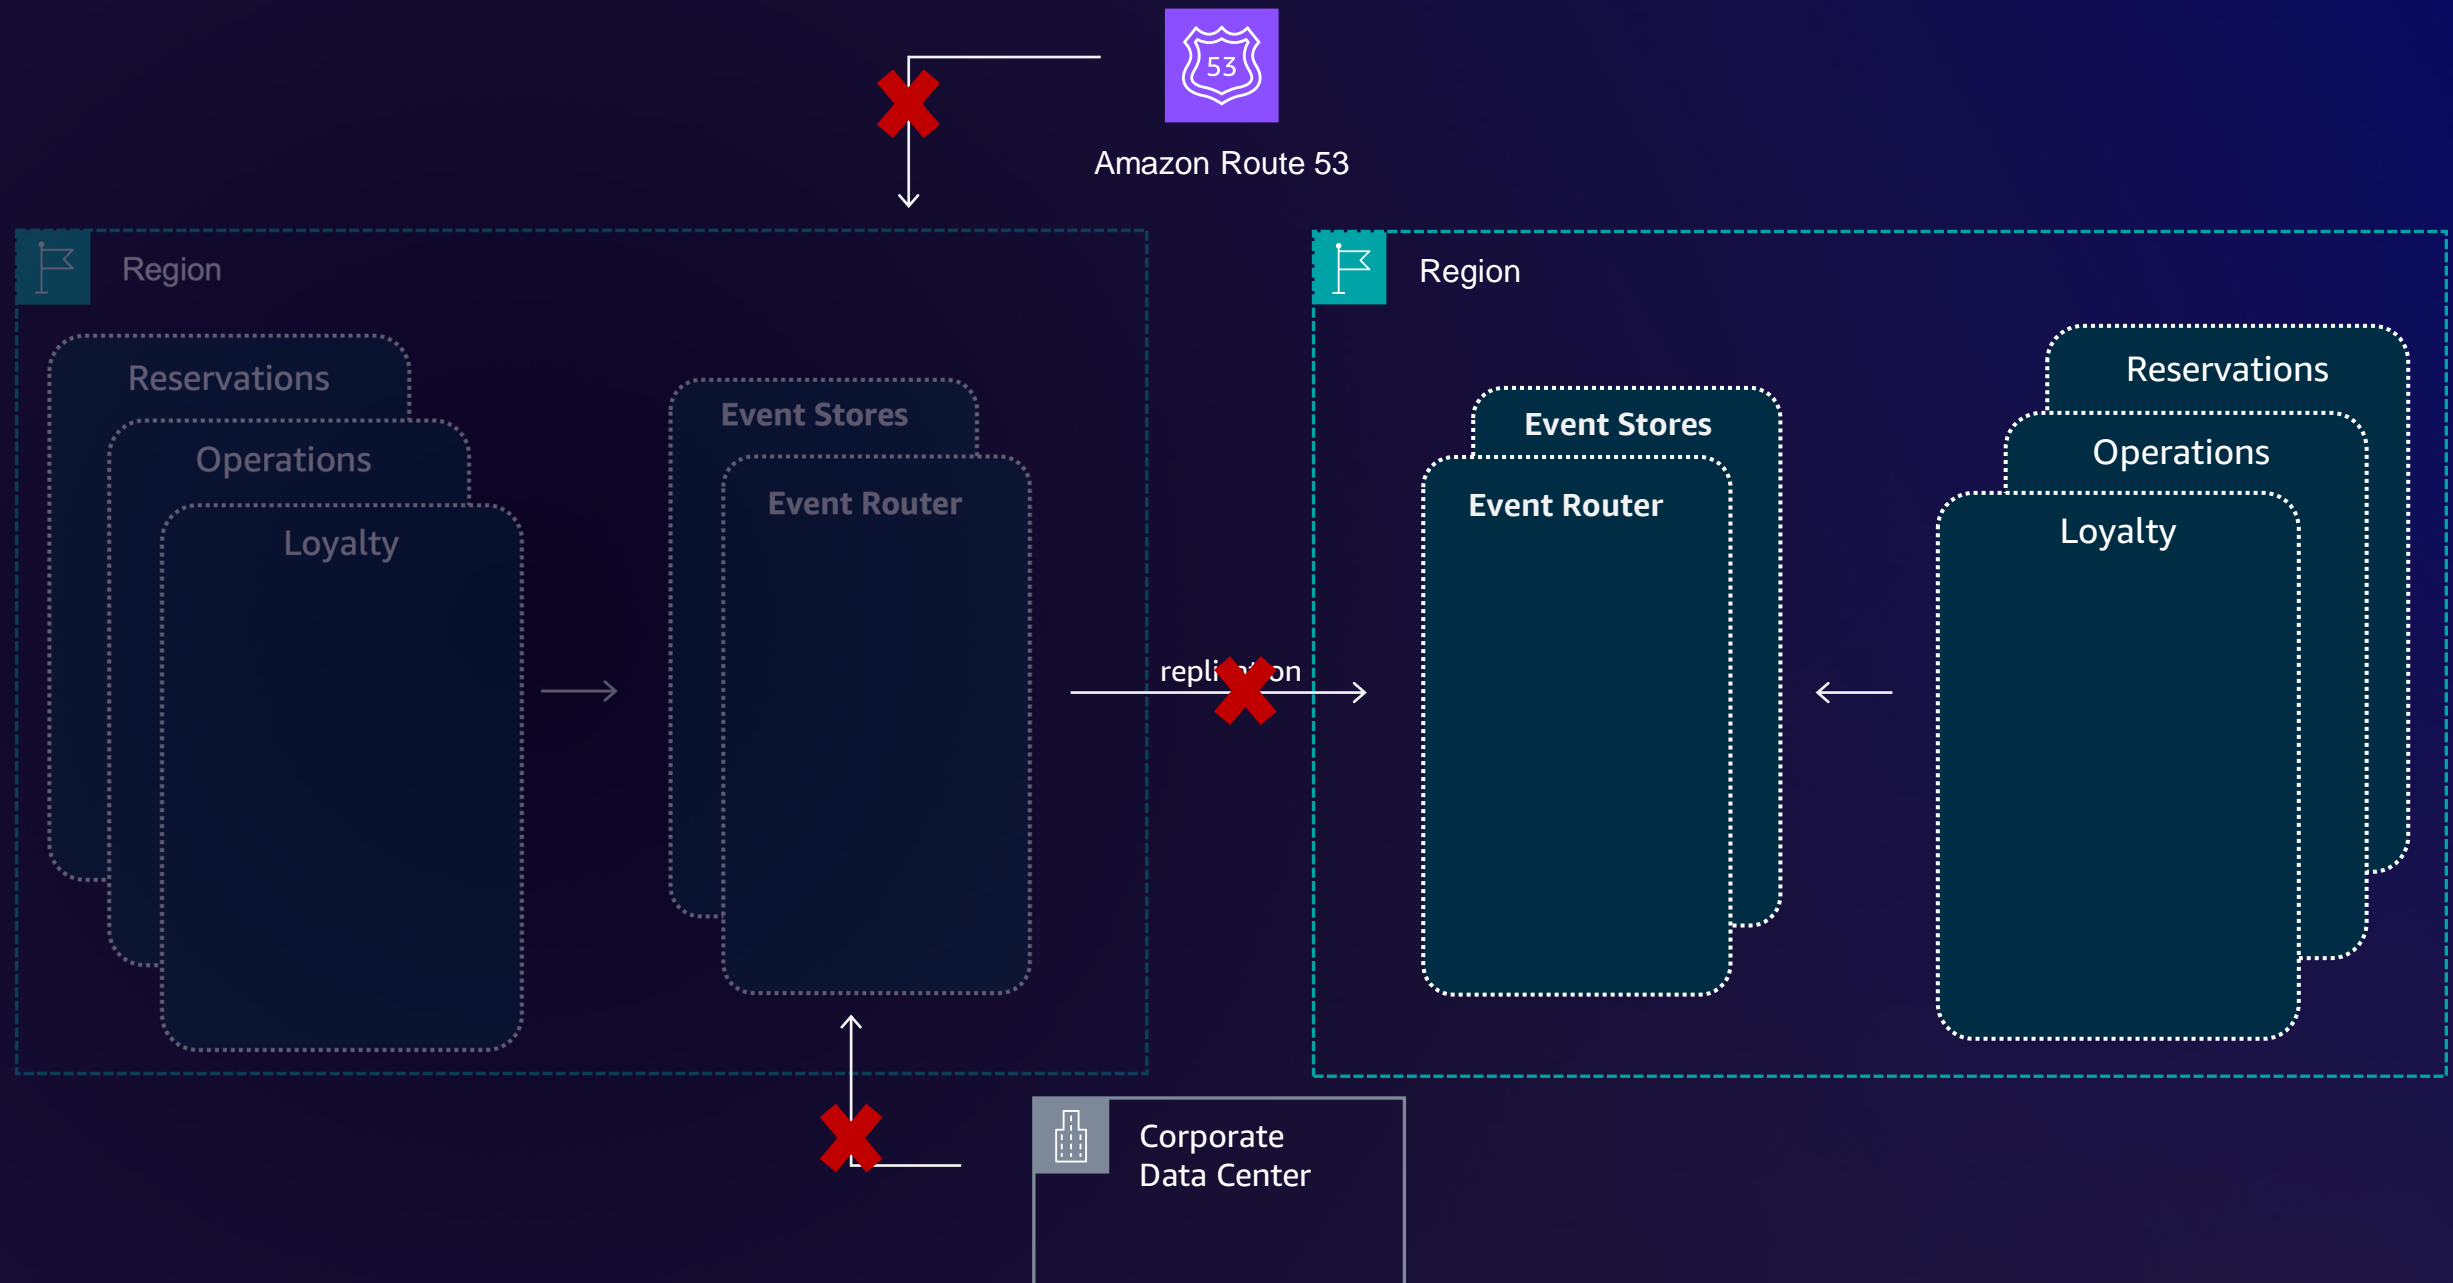 53
Amazon Route 53
Region
Reservations
Operations
Loyalty
Event Stores
Event Router
replication
Region
Event Stores
Event Router
Reservations
Operations
Loyalty
Corporate
Data Center